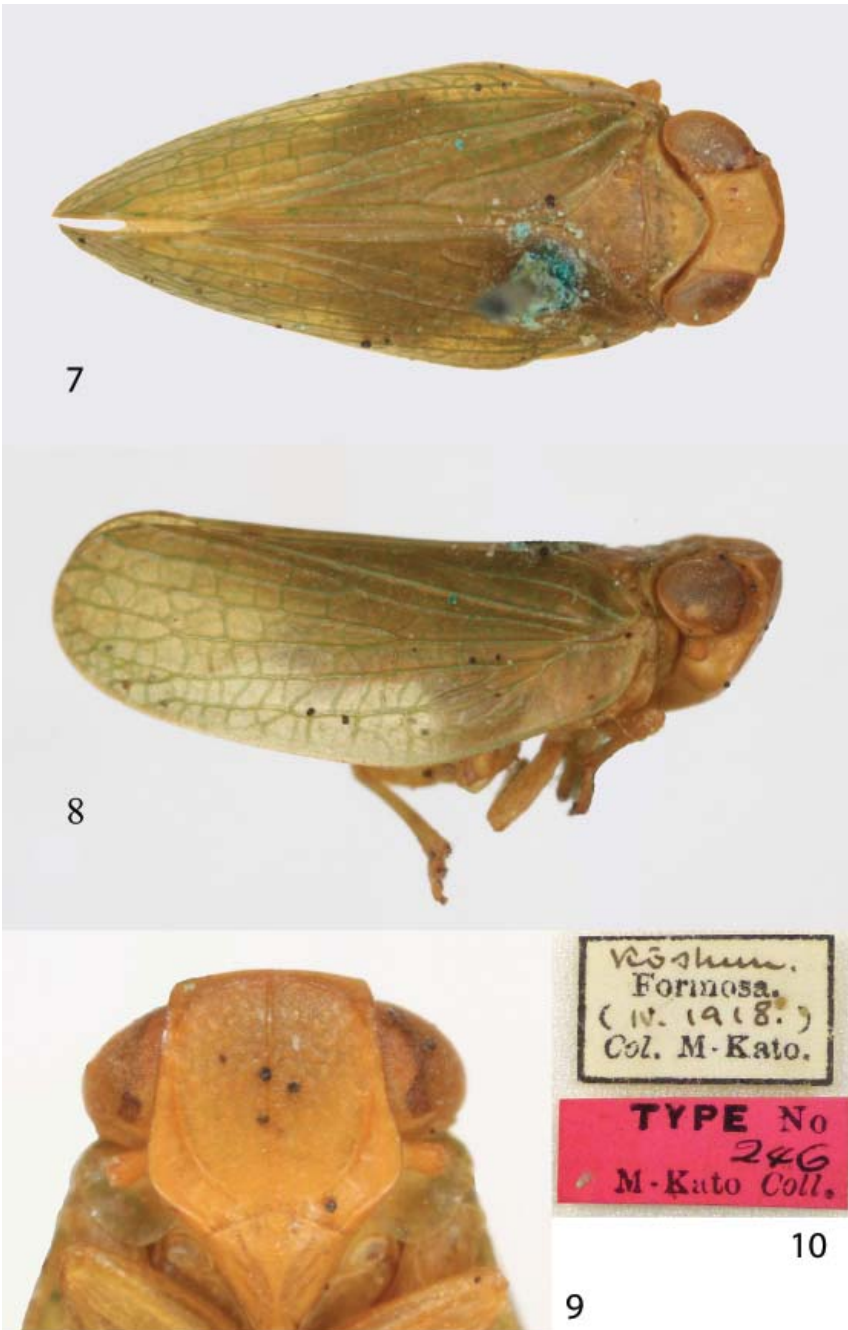 7
8
Kōshun.
Formosa.
(IV. 1918.)
Col. M-Kato.
TYPE No
246
M-Kato Coll.
10
9